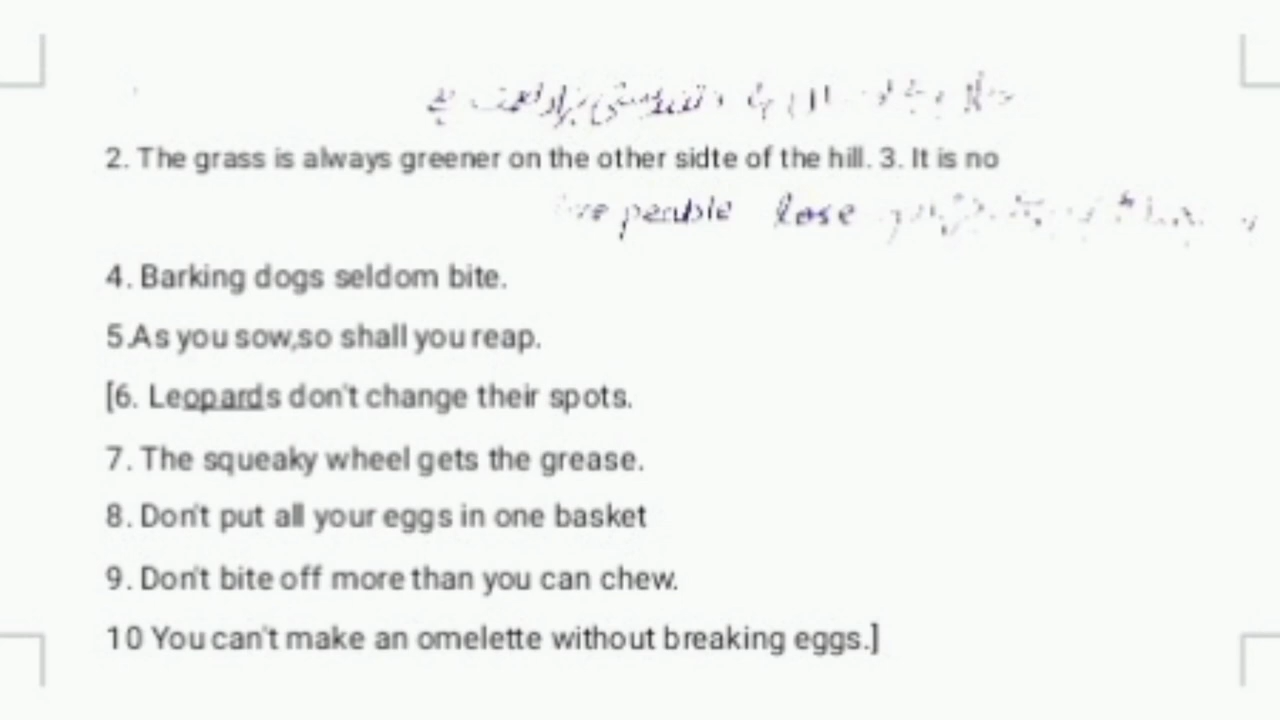 2. The grass is always greener on the other sidte of the hill. 3. It is no
lose
4. Barking dogs seldom bite.
5.As you sow,so shall you reap.
[6. Leopards don't change their spots.
7. The squeaky wheel gets the grease.
8. Don't put all your eggs in one basket
9. Don't bite off more than you can chew.
10 You can't make an omelette without breaking eggs.]